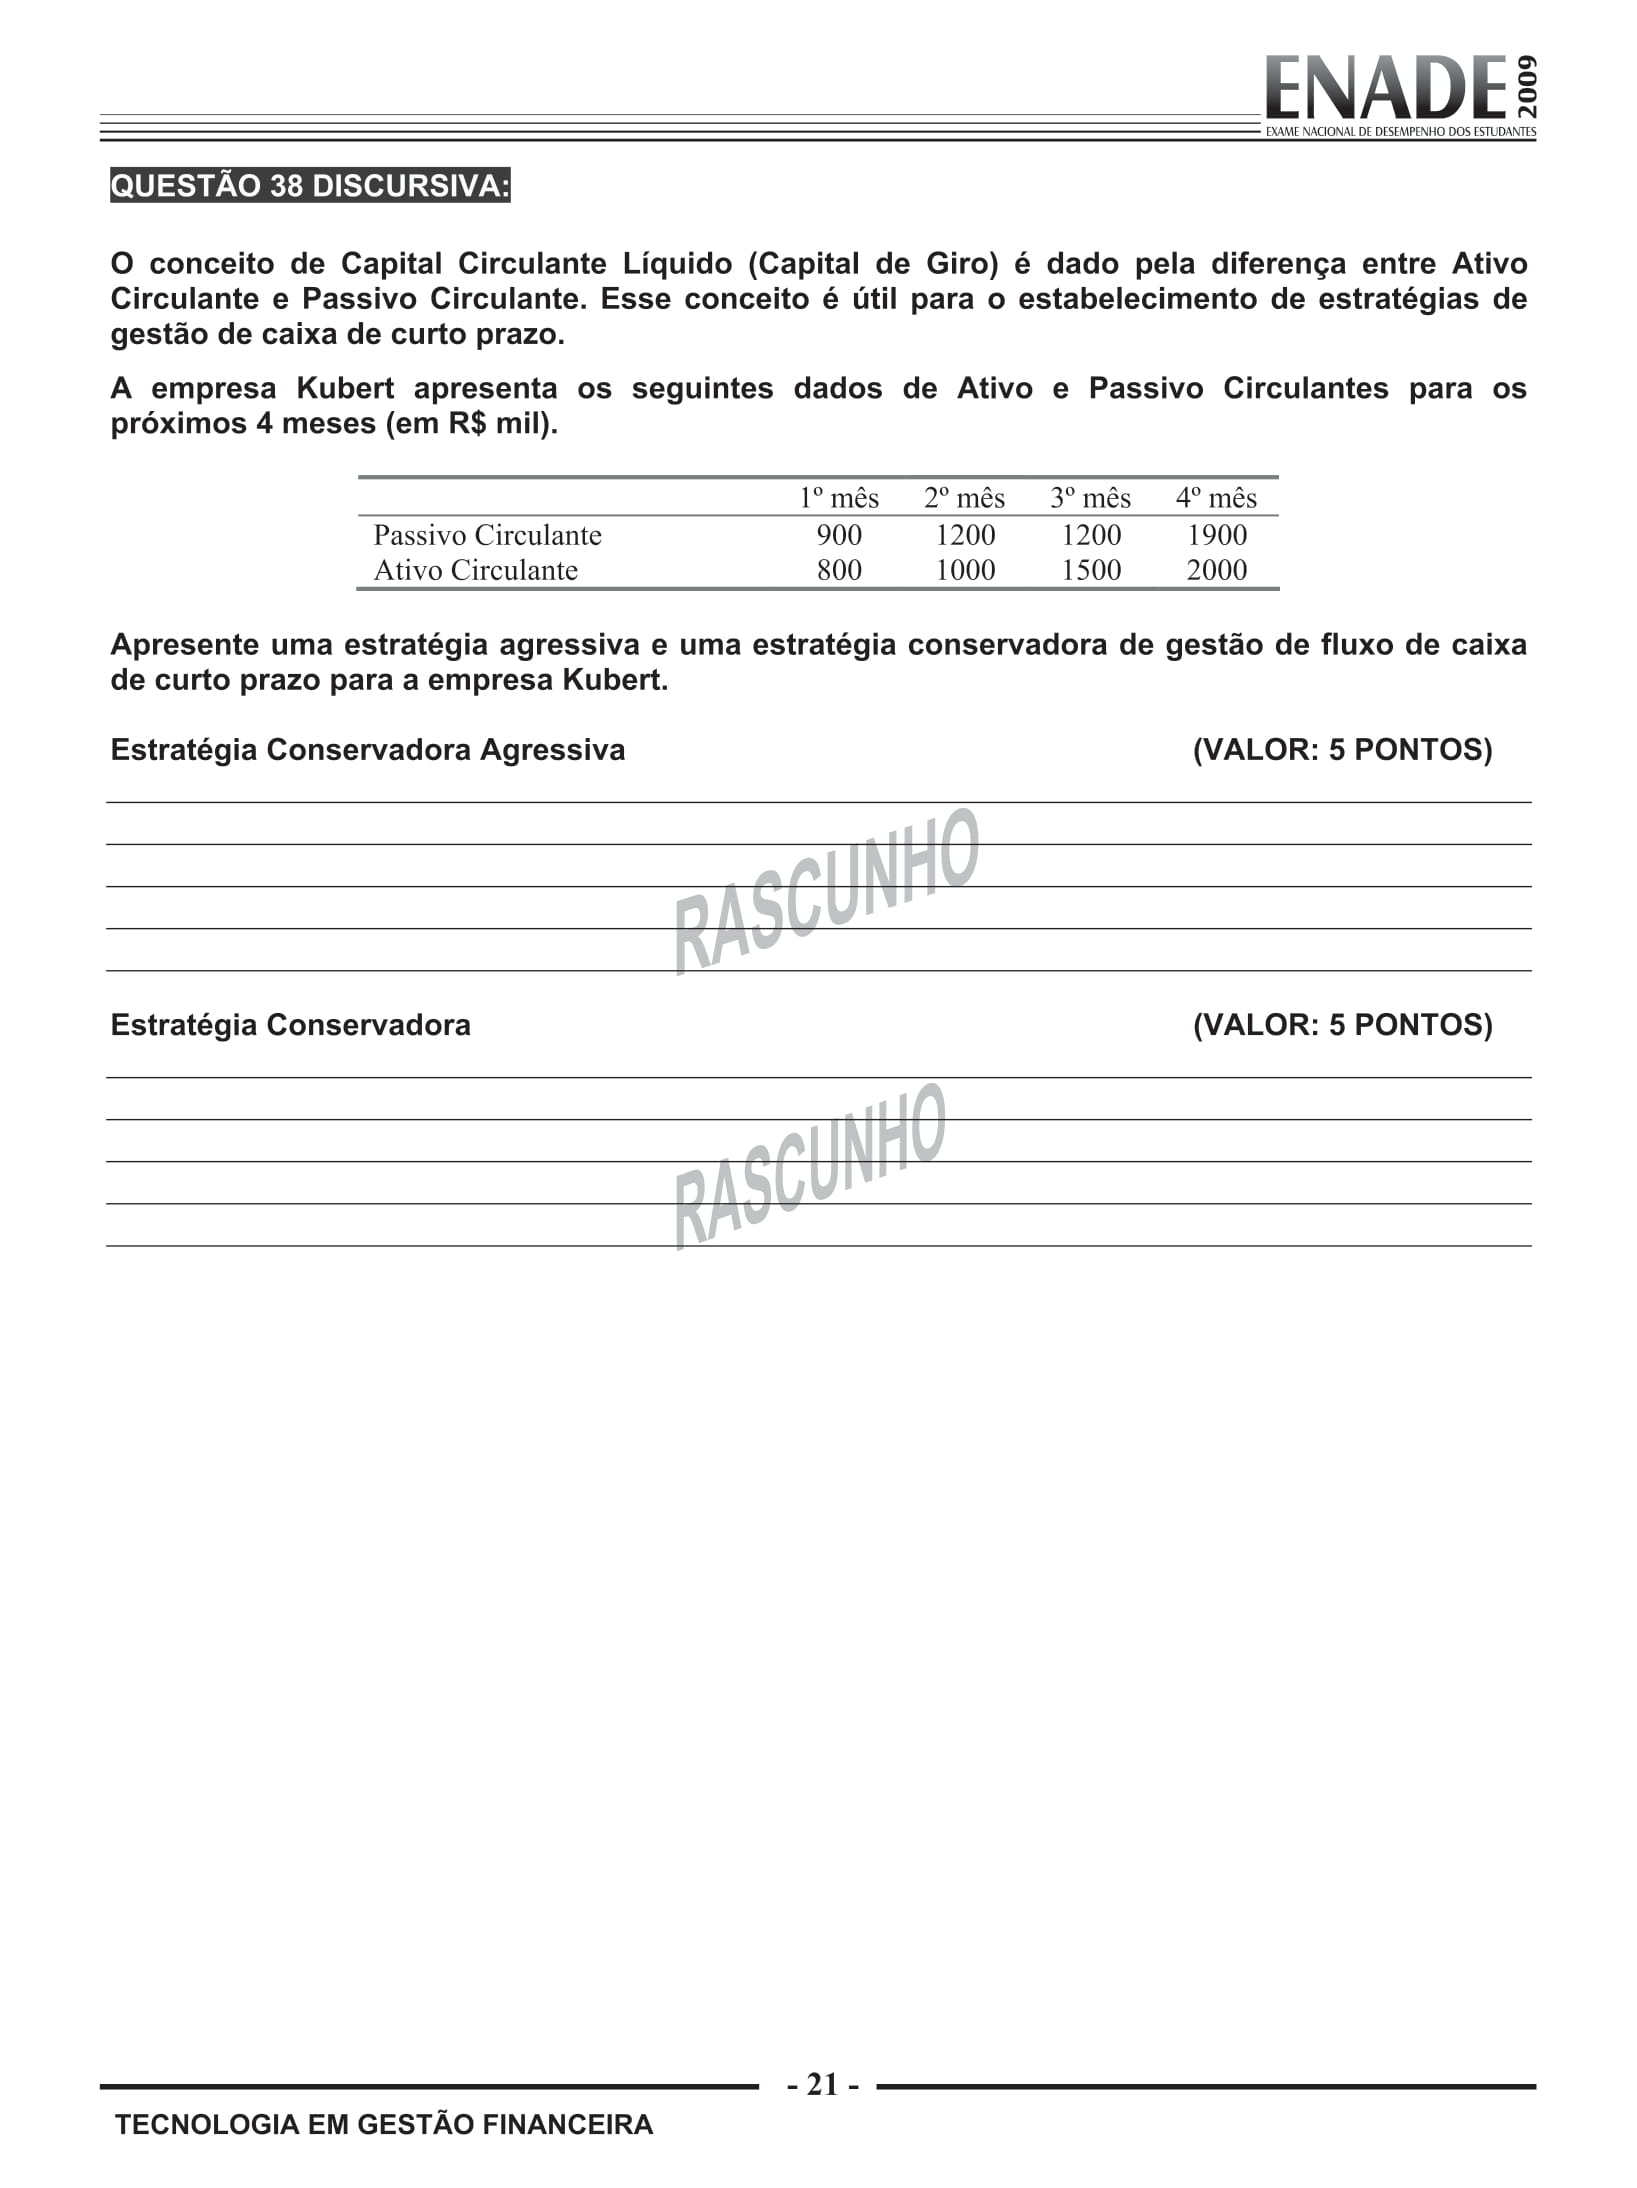 ENADE 2009
EXAME NACIONAL DE DESEMPENHO DOS ESTUDANTES
QUESTÃO 38 DISCURSIVA:
O conceito de Capital Circulante Líquido (Capital de Giro) é dado pela diferença entre Ativo
Circulante e Passivo Circulante. Esse conceito é útil para o estabelecimento de estratégias de
gestão de caixa de curto prazo.
A empresa Kubert apresenta os seguintes dados de Ativo e Passivo Circulantes para os
próximos 4 meses (em R$ mil).
1º mês 2º mês 3º mês 4º mês
Passivo Circulante 900 1200 1200 1900
Ativo Circulante 800 1000 1500 2000
Apresente uma estratégia agressiva e uma estratégia conservadora de gestão de fluxo de caixa
de curto prazo para a empresa Kubert.
Estratégia Conservadora Agressiva (VALOR: 5 PONTOS)
RASCUNHO
Estratégia Conservadora (VALOR: 5 PONTOS)
RASCUNHO
- 21 -
TECNOLOGIA EM GESTÃO FINANCEIRA